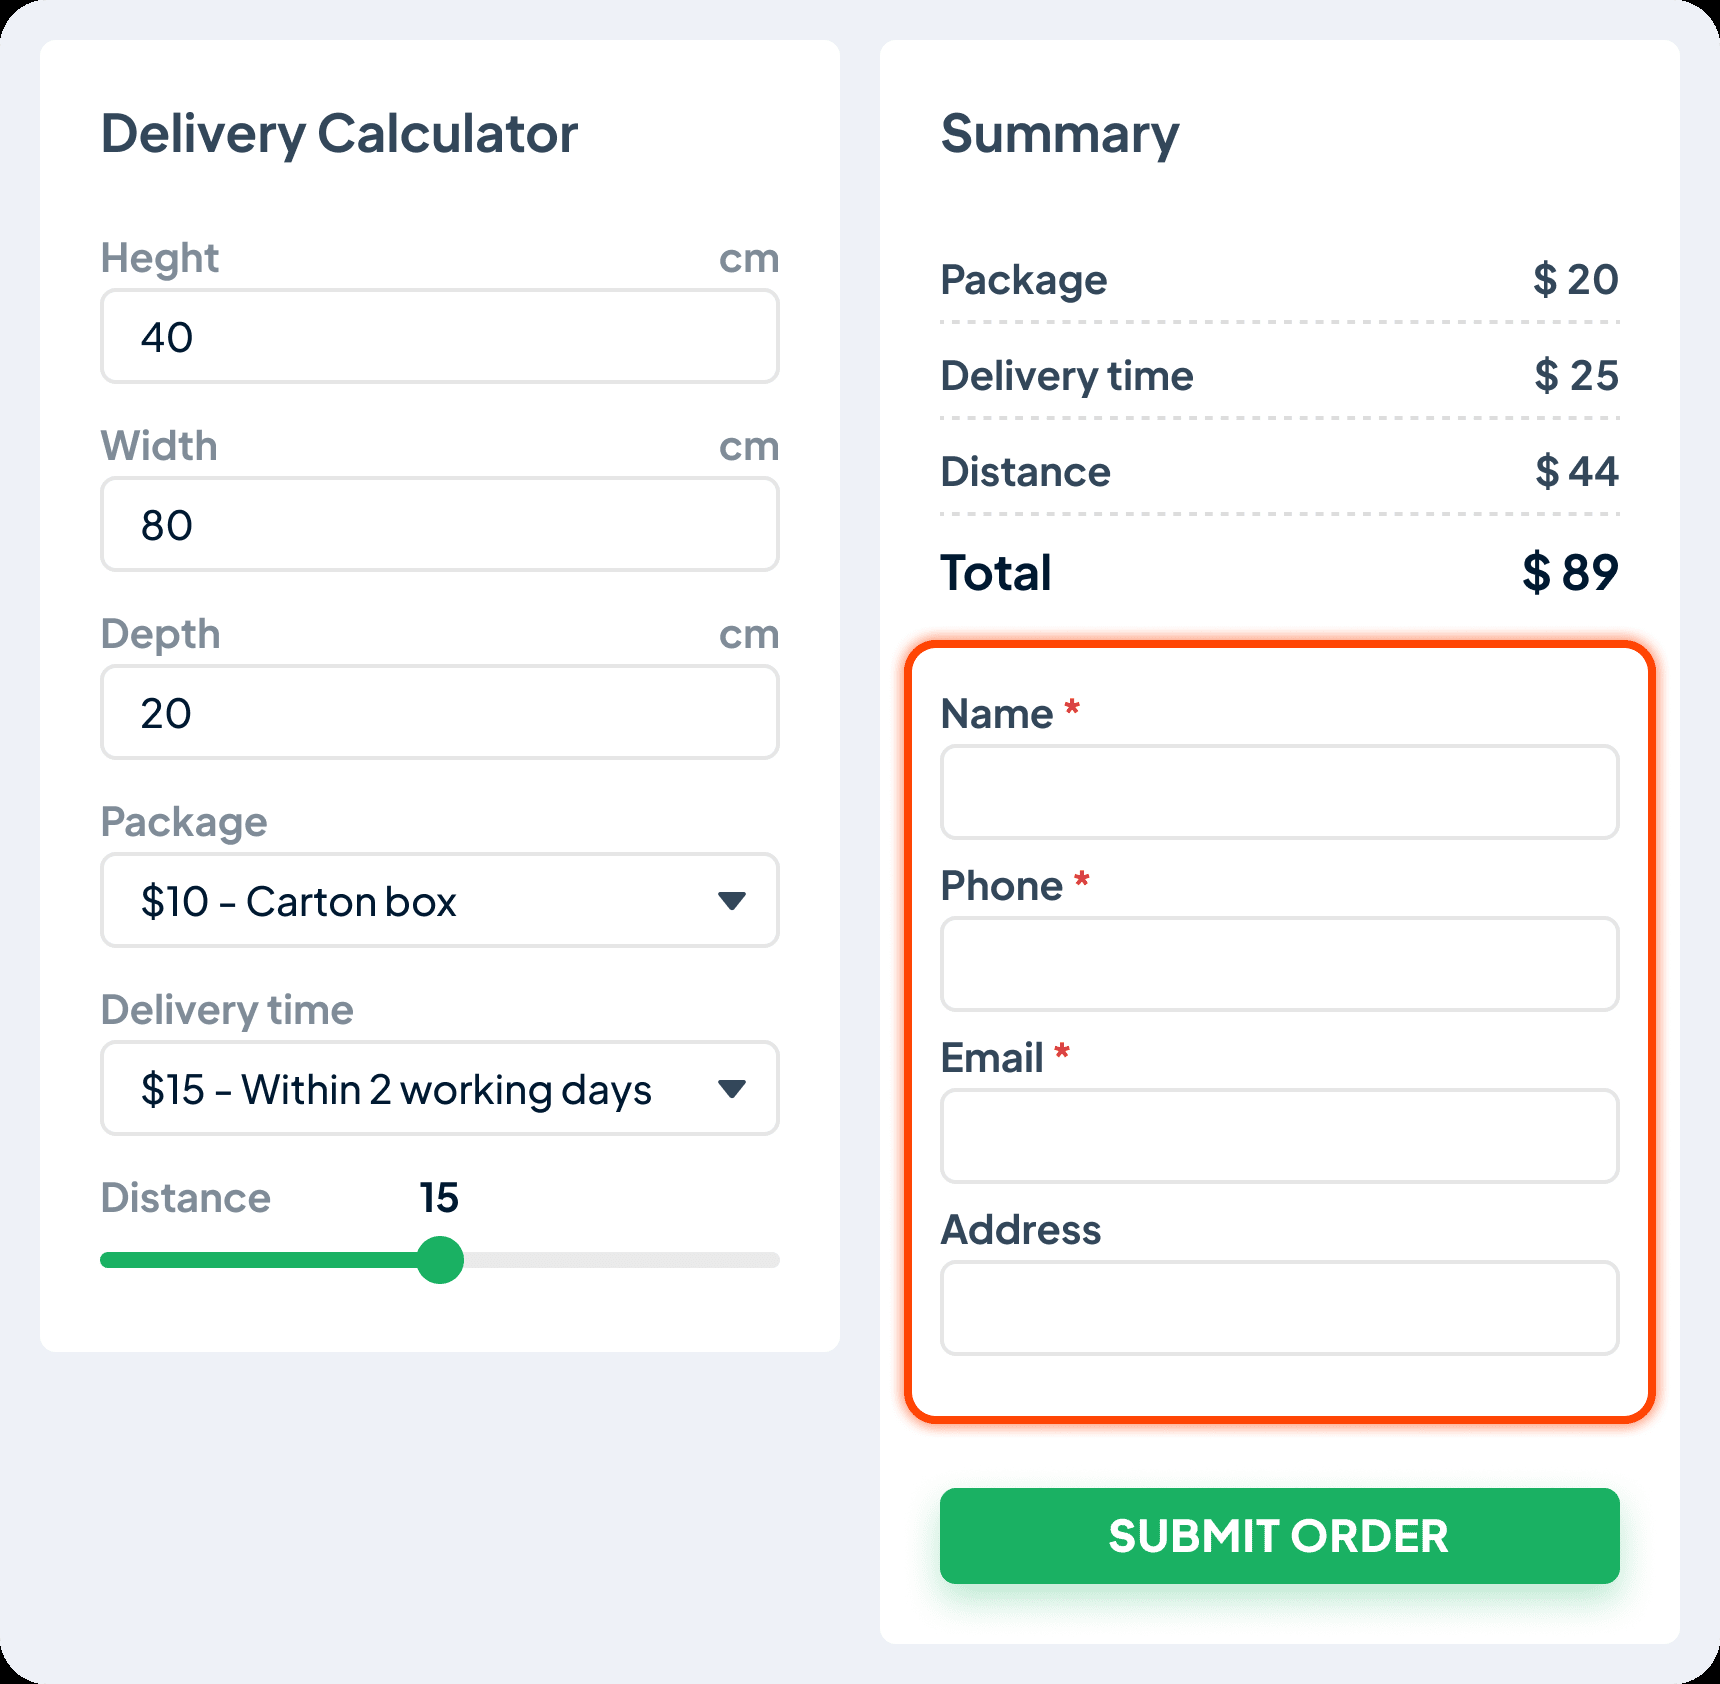 Delivery Calculator
Heght cm
40
Width cm
80
Depth cm
20
Package
$10 - Carton box
Delivery time
$15 - Within 2 working days
Distance 15
Summary
Package $ 20
Delivery time $ 25
Distance $ 44
Total $ 89
Name *
Phone *
Email *
Address
SUBMIT ORDER